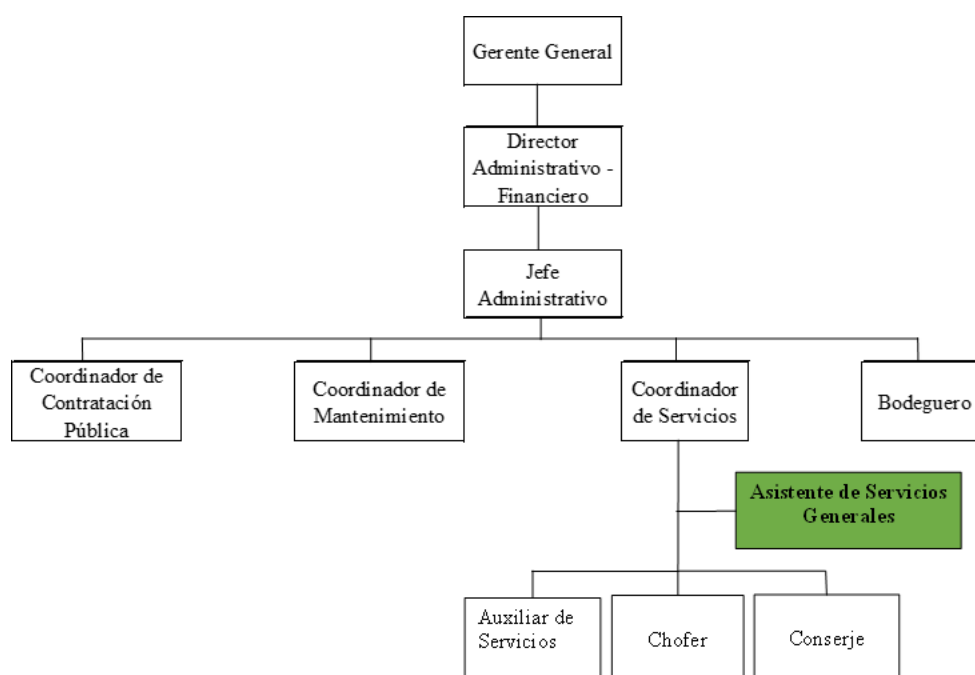 Gerente General
Director
Administrativo -
Financiero
Jefe
Administrativo
Coordinador de
Contratación
Pública
Coordinador de
Mantenimiento
Coordinador
de Servicios
Bodeguero
Asistente de Servicios
Generales
Auxiliar de
Servicios
Chofer
Conserje